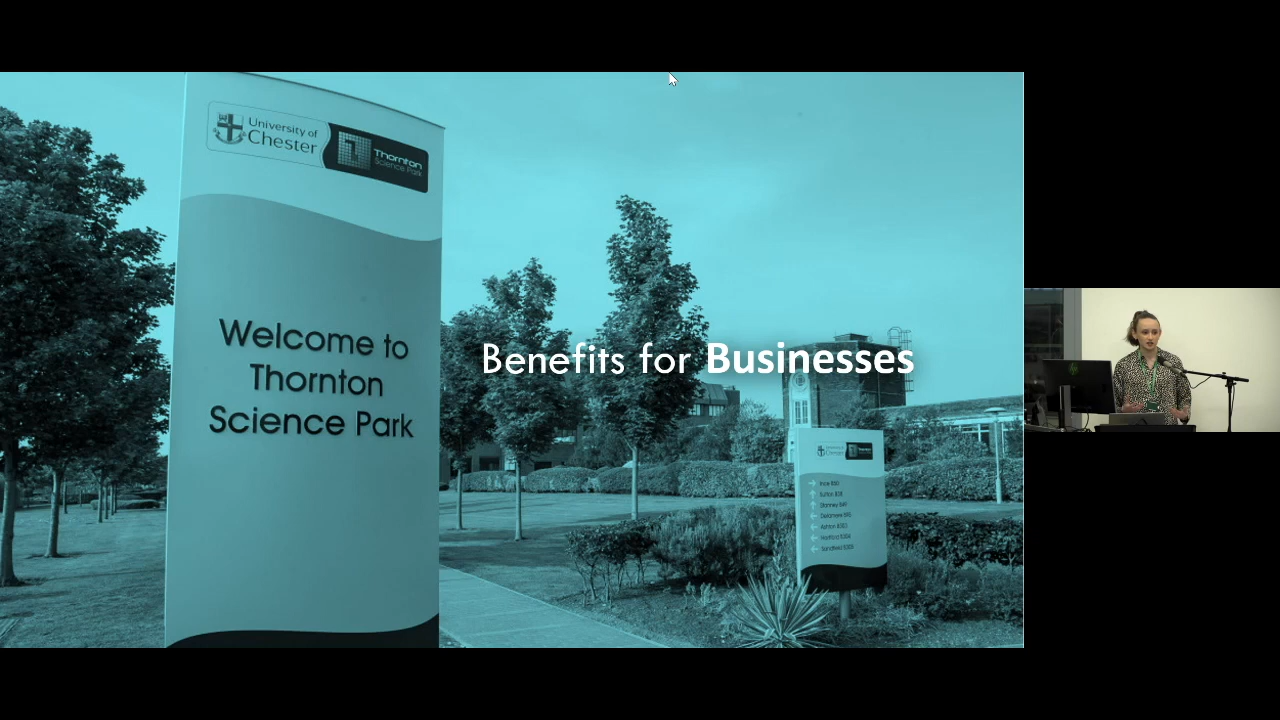 University of
Chester
Thornton
Science Park
Welcome to
Thornton
Science Park
Benefits for Businesses